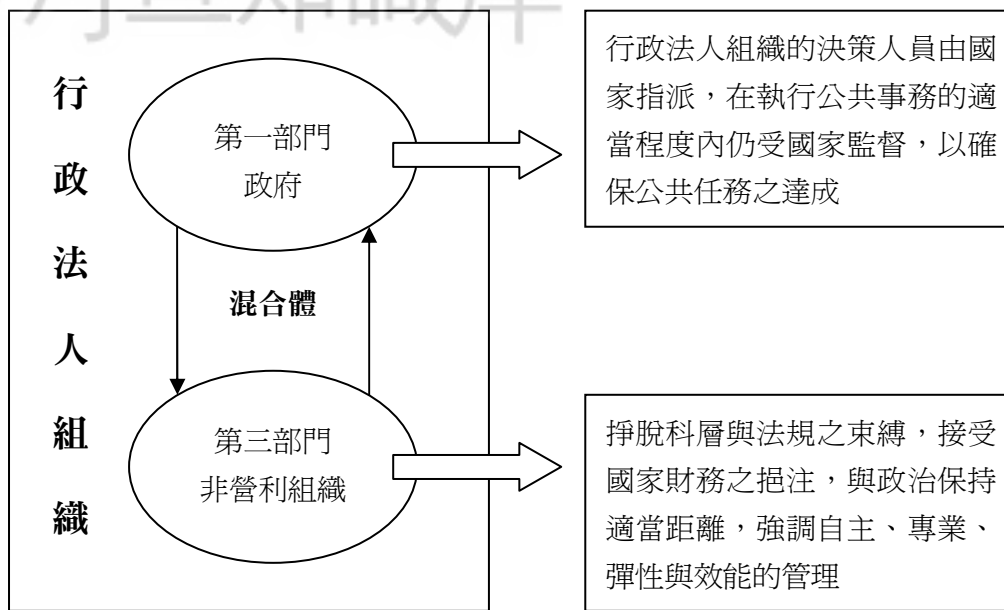 行政法人組織
第一部門
政府
混合體
第三部門
非營利組織
行政法人組織的決策人員由國
家指派，在執行公共事務的適
當程度內仍受國家監督，以確
保公共任務之達成
掙脫科層與法規之束縛，接受
國家財務之挹注，與政治保持
適當距離，強調自主、專業、
彈性與效能的管理